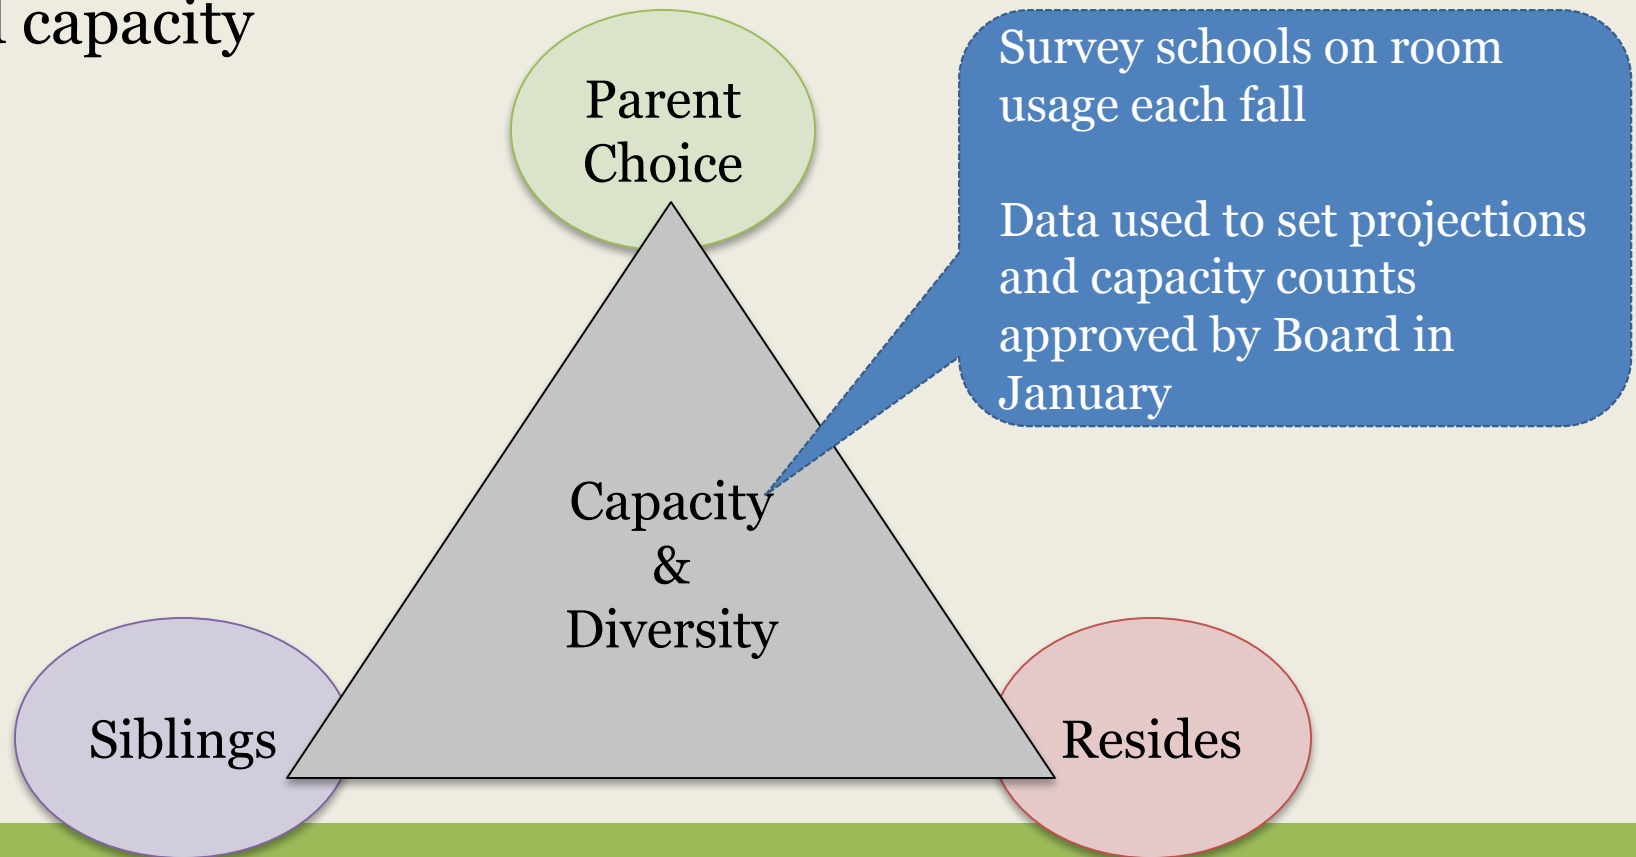 capacity
Parent
Choice
Survey schools on room
usage each fall
Data used to set projections
and capacity counts
approved by Board in
January
Capacity
&
Diversity
Siblings
Resides